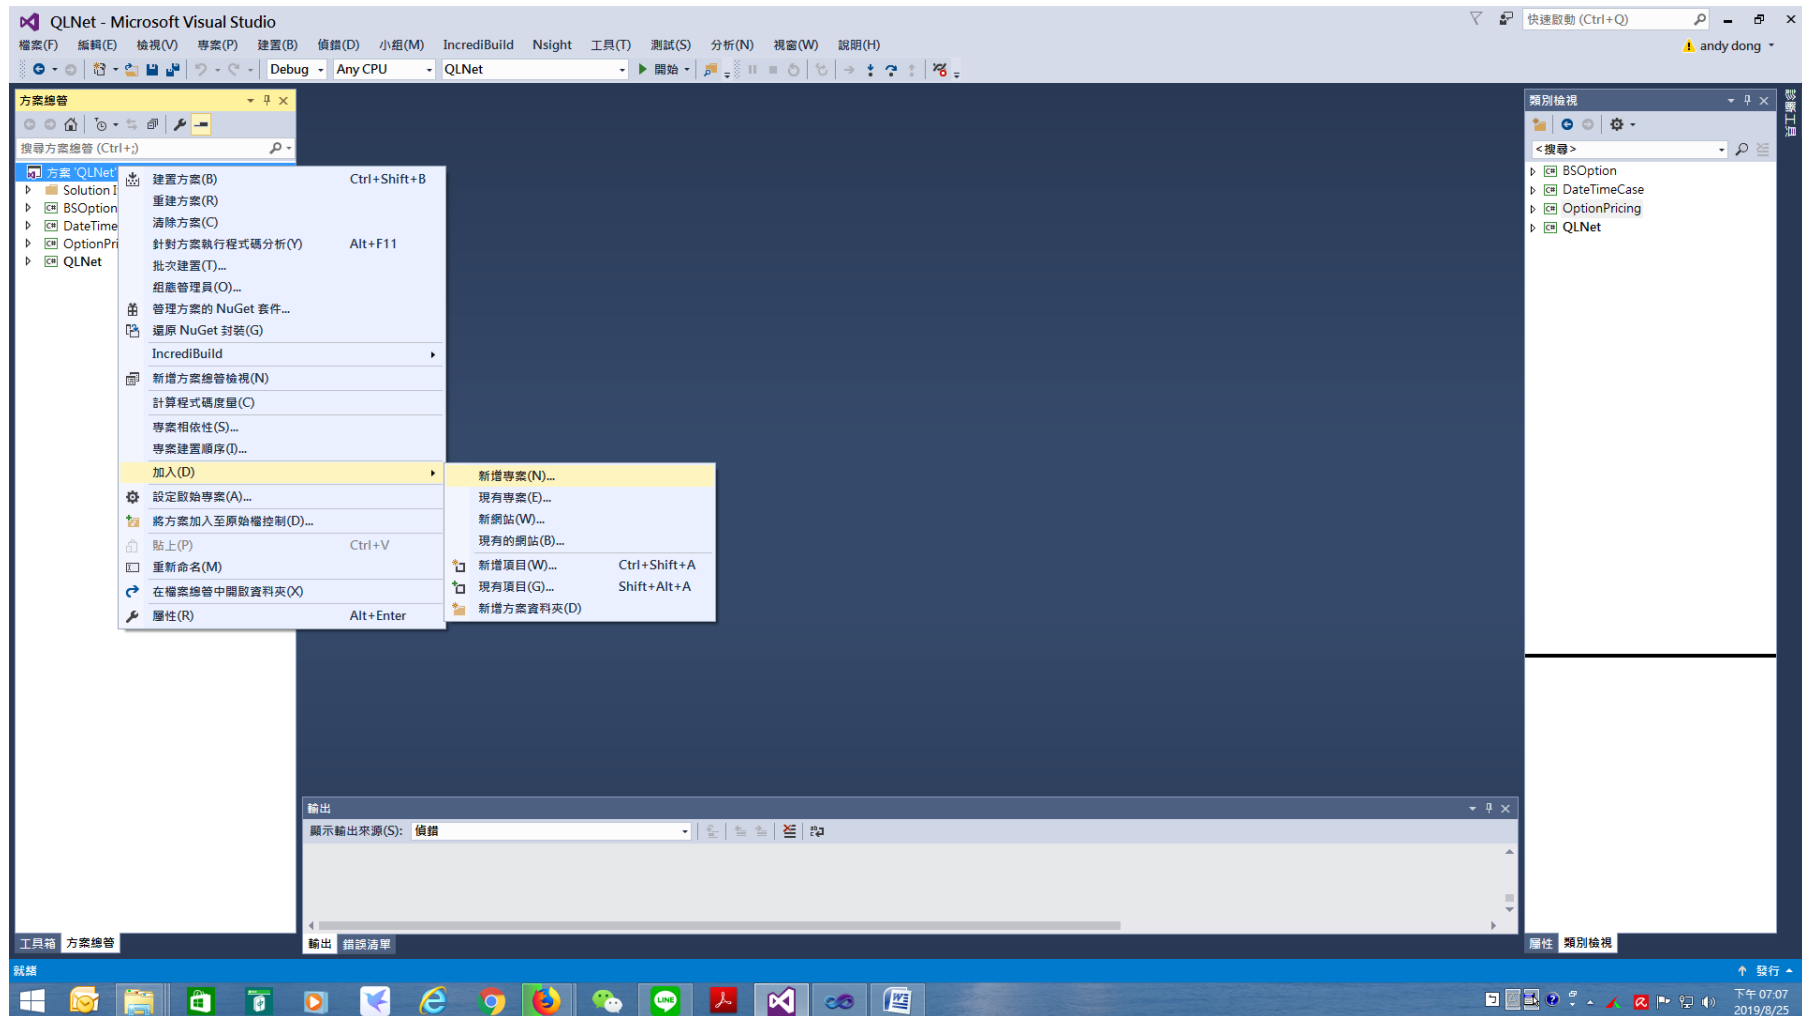 QLNet - Microsoft Visual Studio
快速啟動 (Ctrl+Q)
檔案(F) 編輯(E) 檢視(V) 專案(P) 建置(B) 偵錯(D) 小組(M) IncrediBuild Nsight 工具(T) 測試(S) 分析(N) 視窗(W) 說明(H)
andy dong
Debug Any CPU QLNet 開始
方案總管
搜尋方案總管 (Ctrl+;)
方案 'QLNet'
Solution I
BSOption
DateTime
OptionPri
QLNet
建置方案(B) Ctrl+Shift+B
重建方案(R)
清除方案(C)
針對方案執行程式碼分析(Y) Alt+F11
批次建置(T)...
組態管理員(O)...
管理方案的 NuGet 套件...
還原 NuGet 封裝(G)
IncrediBuild
新增方案總管檢視(N)
計算程式碼度量(C)
專案相依性(S)...
專案建置順序(I)...
加入(D)
設定啟始專案(A)...
將方案加入至原始檔控制(D)...
貼上(P) Ctrl+V
重新命名(M)
在檔案總管中開啟資料夾(X)
屬性(R) Alt+Enter
新增專案(N)...
現有專案(E)...
新網站(W)...
現有的網站(B)...
新增項目(W)... Ctrl+Shift+A
現有項目(G)... Shift+Alt+A
新增方案資料夾(D)
類別檢視
<搜尋>
BSOption
DateTimeCase
OptionPricing
QLNet
診斷工具
輸出
顯示輸出來源(S): 偵錯
工具箱 方案總管
輸出 錯誤清單
屬性 類別檢視
就緒
發行
LINE
下午 07:07
2019/8/25